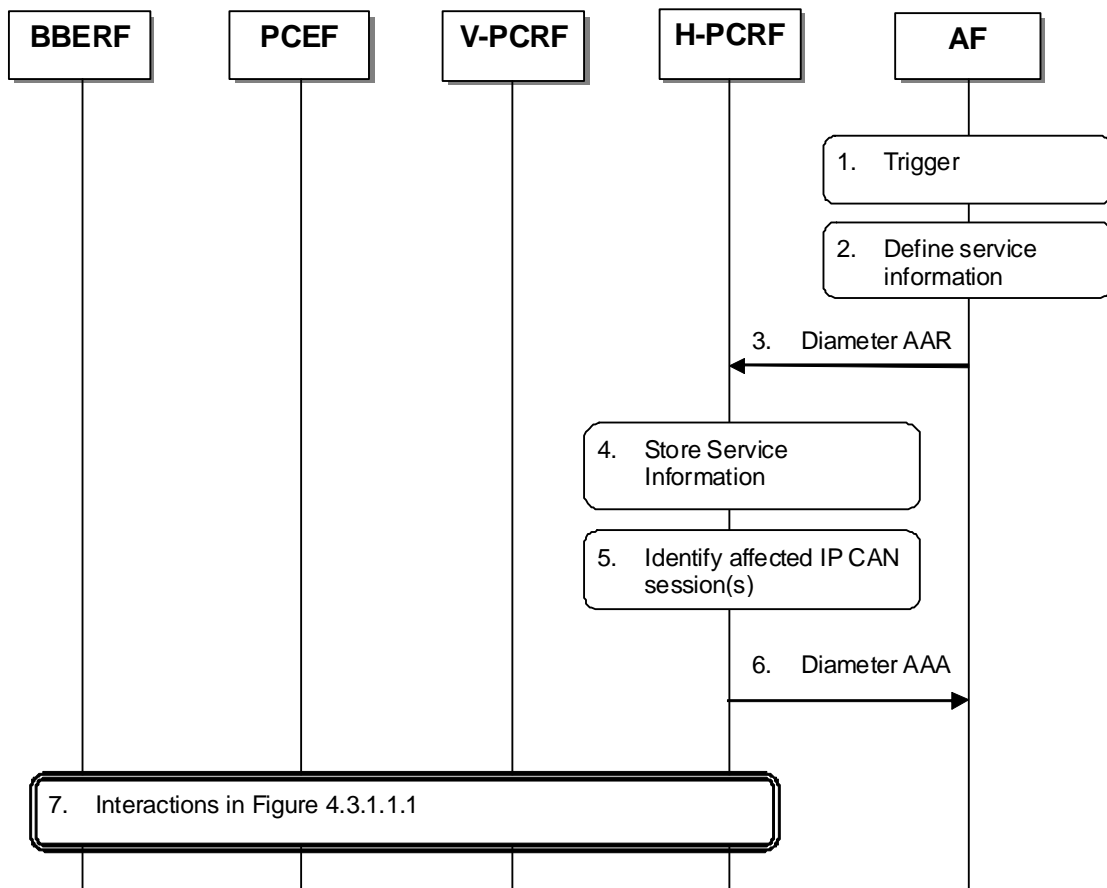 BBERF
PCEF
V-PCRF
H-PCRF
AF
1. Trigger
2. Define service
information
3. Diameter AAR
4. Store Service
Information
5. Identify affected IP CAN
session(s)
6. Diameter AAA
7. Interactions in Figure 4.3.1.1.1